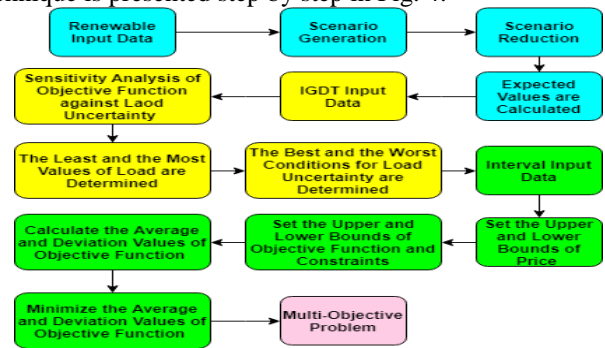 chnique is presented step by step in Fig. 4.
Renewable
Input Data
Scenario
Generation
Scenario
Reduction
Sensitivity Analysis of
Objective Function
against Laod
Uncertainty
IGDT Input
Data
Expected
Values are
Calculated
The Least and the Most
Values of Load are
Determined
The Best and the Worst
Conditions for Load
Uncertainty are
Determined
Interval Input
Data
Calculate the Average
and Deviation Values of
Objective Function
Set the Upper and
Lower Bounds of
Objective Function and
Constraints
Set the Upper
and Lower
Bounds of
Price
Minimize the Average
and Deviation Values of
Objective Function
Multi-Objective
Problem